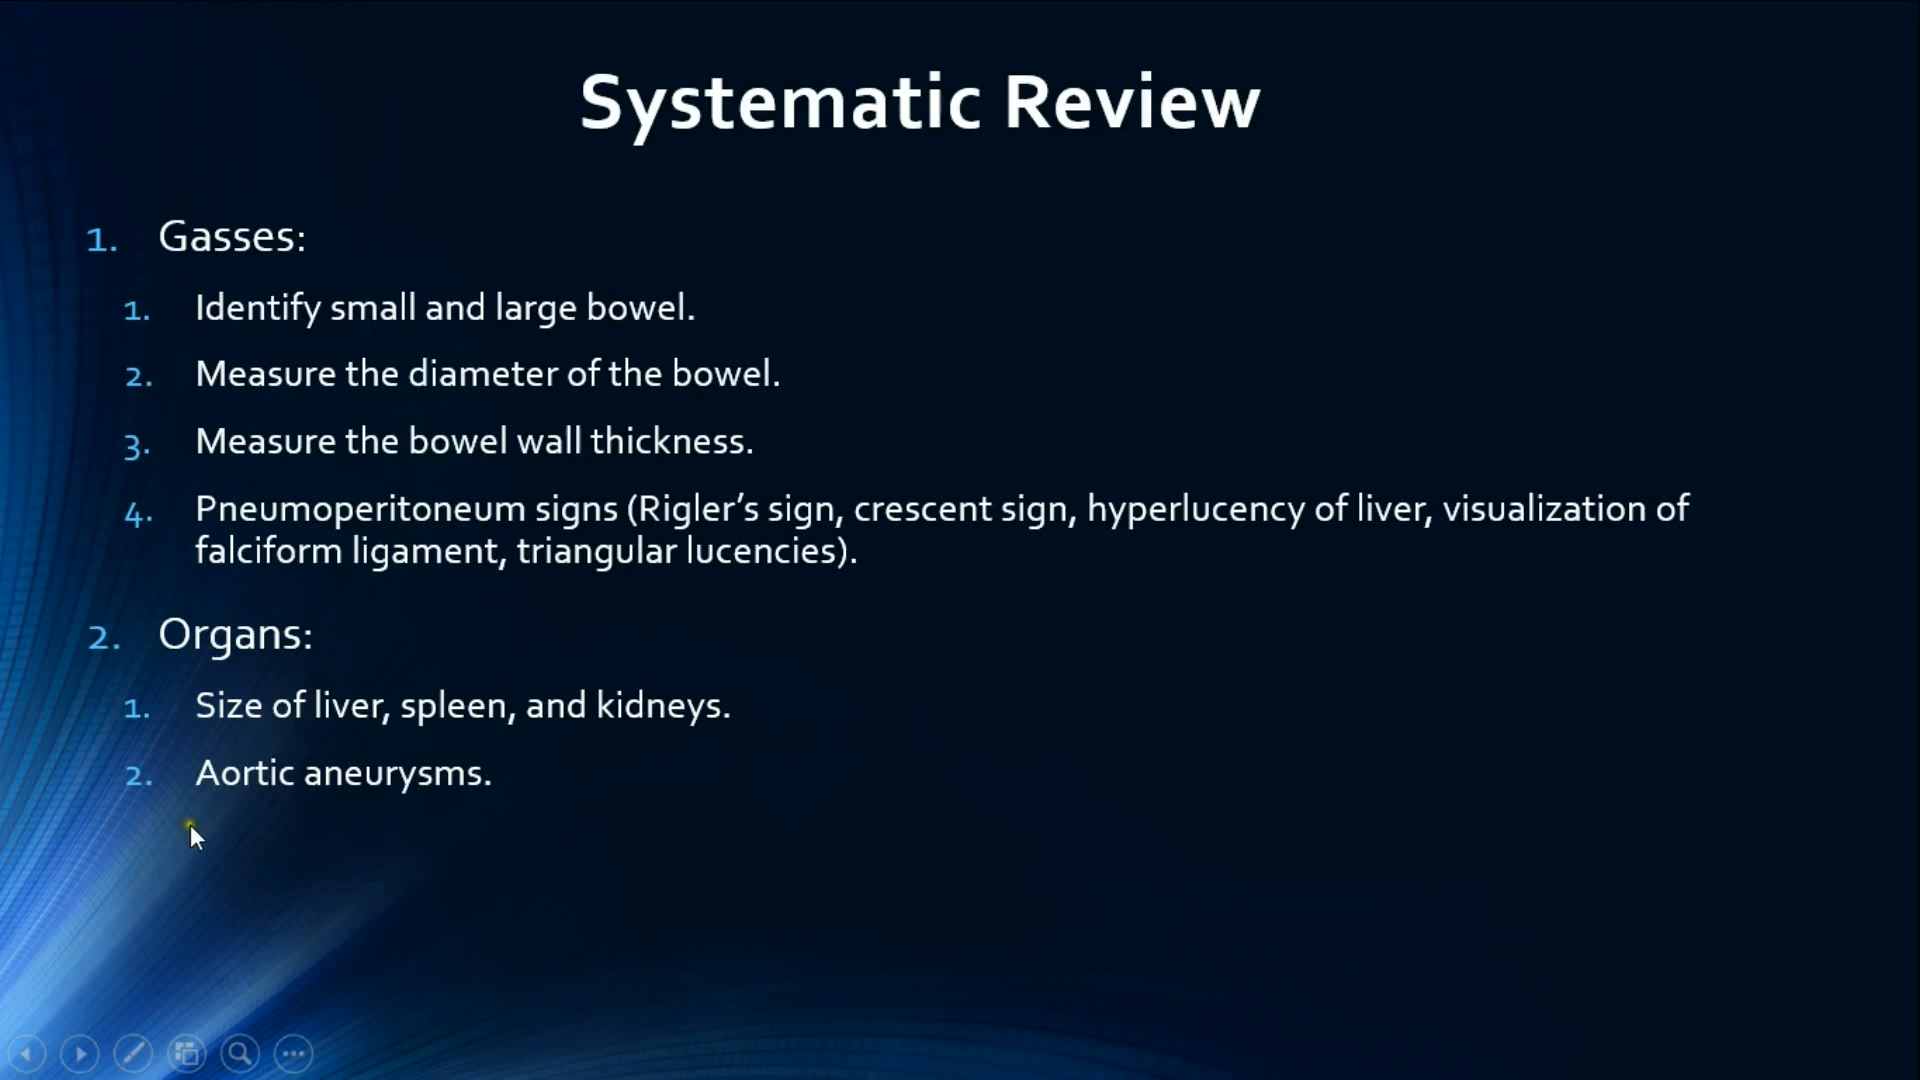 Systematic Review
1. Gasses:
1. Identify small and large bowel.
2. Measure the diameter of the bowel.
3. Measure the bowel wall thickness.
4. Pneumoperitoneum signs (Rigler’s sign, crescent sign, hyperlucency of liver, visualization of
falciform ligament, triangular lucencies).
2. Organs:
1. Size of liver, spleen, and kidneys.
2. Aortic aneurysms.